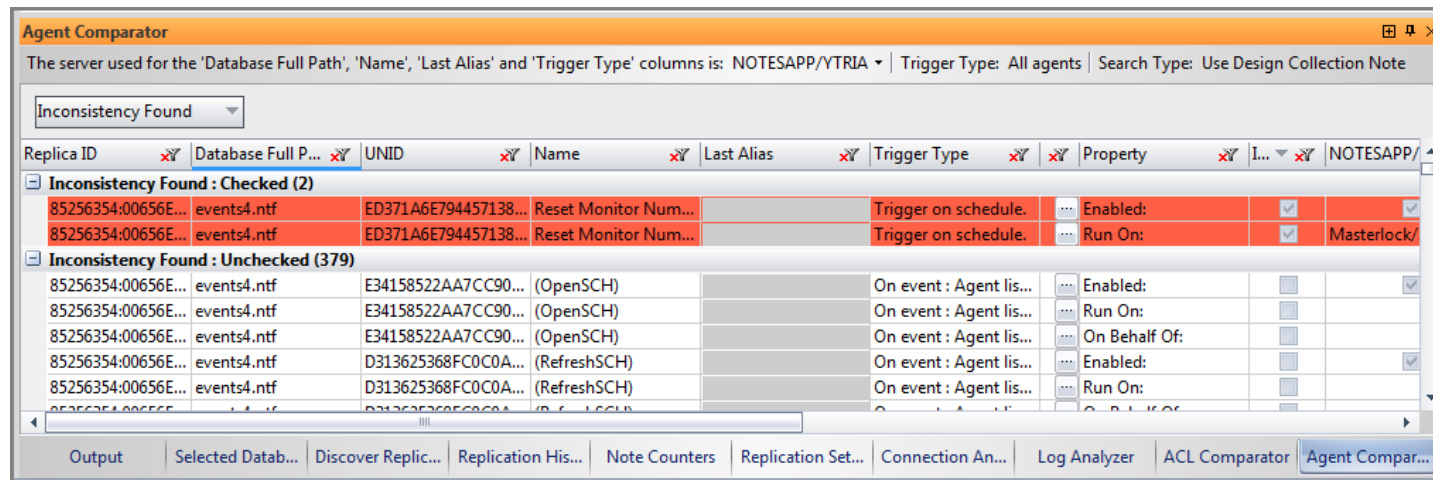 Agent Comparator
The server used for the 'Database Full Path', 'Name', 'Last Alias' and 'Trigger Type' columns is: NOTESAPP/YTRIA | Trigger Type: All agents | Search Type: Use Design Collection Note
Inconsistency Found
Replica ID Database Full P... UNID Name Last Alias Trigger Type Property I... NOTESAPP/
Inconsistency Found : Checked (2)
85256354:00656E... events4.ntf ED371A6E794457138... Reset Monitor Num... Trigger on schedule. ... Enabled:
85256354:00656E... events4.ntf ED371A6E794457138... Reset Monitor Num... Trigger on schedule. ... Run On: Masterlock/
Inconsistency Found : Unchecked (379)
85256354:00656E... events4.ntf E34158522AA7CC90... (OpenSCH) On event : Agent lis... ... Enabled:
85256354:00656E... events4.ntf E34158522AA7CC90... (OpenSCH) On event : Agent lis... ... Run On:
85256354:00656E... events4.ntf E34158522AA7CC90... (OpenSCH) On event : Agent lis... ... On Behalf Of:
85256354:00656E... events4.ntf D313625368FC0C0A... (RefreshSCH) On event : Agent lis... ... Enabled:
85256354:00656E... events4.ntf D313625368FC0C0A... (RefreshSCH) On event : Agent lis... ... Run On:
Output Selected Datab... Discover Replic... Replication His... Note Counters Replication Set... Connection An... Log Analyzer ACL Comparator Agent Compar...